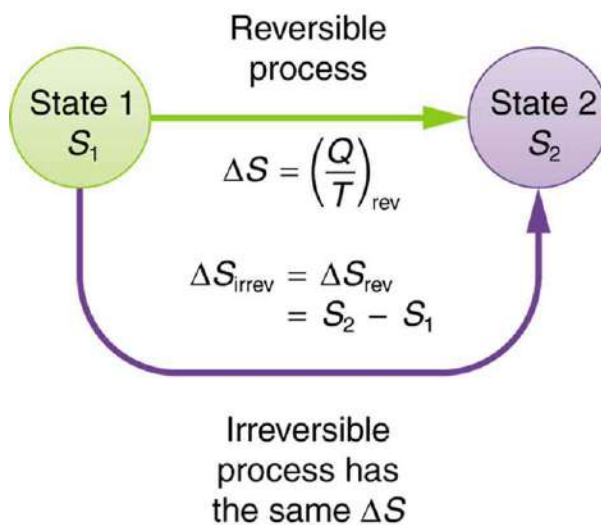 Reversible
process
State 1
S₁
State 2
S₂
ΔS = (Q/T)rev
ΔSirrev = ΔSrev
= S₂ − S₁
Irreversible
process has
the same ΔS